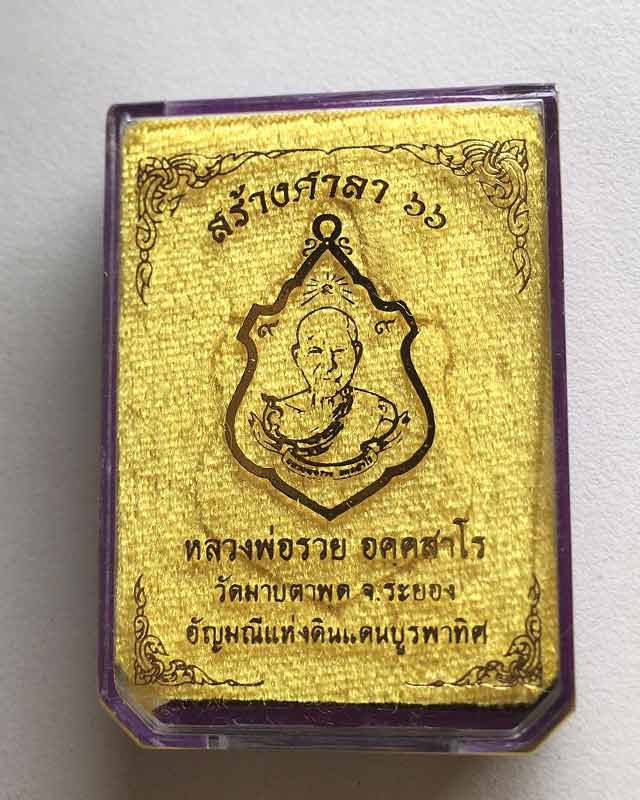 สร้างศาลา ๖๖
๙ ๙
หลวงพ่อรวย อคฺคสาโร
วัดมาบตาพุด จ.ระยอง
อัญมณีแห่งดินแดนบูรพาทิศ